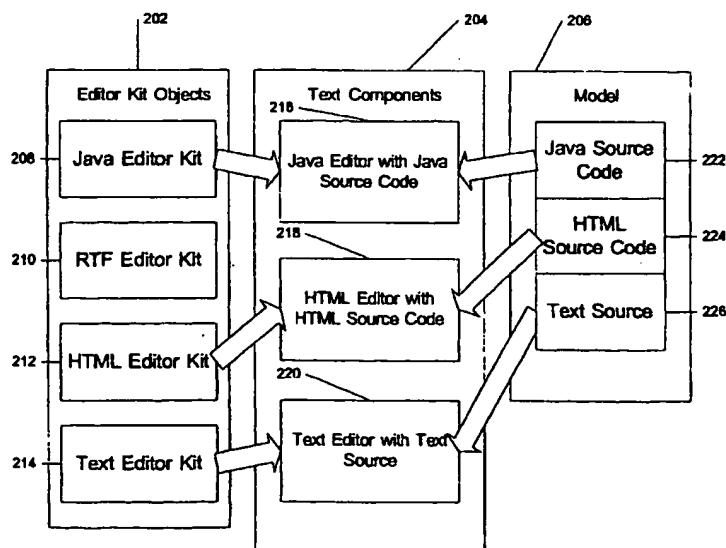 202
204
206
Editor Kit Objects
Text Components
Model
208
Java Editor Kit
216
Java Editor with Java
Source Code
Java Source
Code
222
210
RTF Editor Kit
218
HTML Editor with
HTML Source Code
HTML
Source Code
224
212
HTML Editor Kit
Text Source
226
220
214
Text Editor Kit
Text Editor with Text
Source